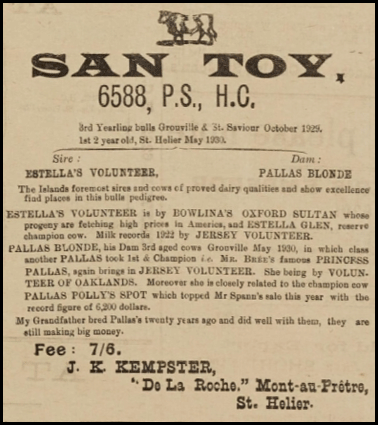 SAN TOY,
6588, P.S., H.C.
3rd Yearling bulls Grouville & St. Saviour October 1929.
1st 2 year old, St. Helier May 1930.
Sire : Dam :
ESTELLA'S VOLUNTEER, PALLAS BLONDE
The Islands foremost sires and cows of proved dairy qualities and show excellence
find places in this bulls pedigree.
ESTELLA'S VOLUNTEER is by BOWLINA'S OXFORD SULTAN whose
progeny are fetching high prices in America, and ESTELLA GLEN, reserve
champion cow. Milk records 1922 by JERSEY VOLUNTEER.
PALLAS BLONDE, his Dam 3rd aged cows Grouville May 1930, in which class
another PALLAS took 1st & Champion i.e. MR. BRÉE'S famous PRINCESS
PALLAS, again brings in JERSEY VOLUNTEER. She being by VOLUN-
TEER OF OAKLANDS. Moreover she is closely related to the champion cow
PALLAS POLLY'S SPOT which topped Mr Spann's sale this year with the
record figure of 6,200 dollars.
My Grandfather bred Pallas's twenty years ago and did well with them, they are
still making big money.
Fee : 7/6.
J. K. KEMPSTER,
"De La Roche," Mont-au-Prêtre,
St. Helier.